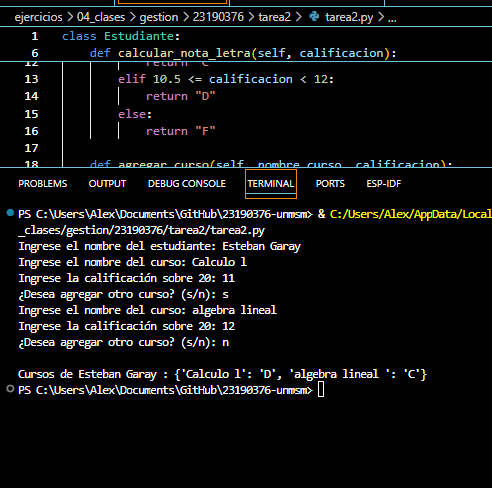 ejercicios > 04_clases > gestion > 23190376 > tarea2 > tarea2.py > ...
1 class Estudiante:
6 def calcular_nota_letra(self, calificacion):
12 return "C"
13 elif 10.5 <= calificacion < 12:
14 return "D"
15 else:
16 return "F"
17
18 def agregar_curso(self, nombre_curso, calificacion):
PROBLEMS OUTPUT DEBUG CONSOLE TERMINAL PORTS ESP-IDF
PS C:\Users\Alex\Documents\GitHub\23190376-unmsm> & C:/Users/Alex/AppData/Local
_clases/gestion/23190376/tarea2/tarea2.py
Ingrese el nombre del estudiante: Esteban Garay
Ingrese el nombre del curso: Calculo l
Ingrese la calificación sobre 20: 11
¿Desea agregar otro curso? (s/n): s
Ingrese el nombre del curso: algebra lineal
Ingrese la calificación sobre 20: 12
¿Desea agregar otro curso? (s/n): n
Cursos de Esteban Garay : {'Calculo l': 'D', 'algebra lineal ': 'C'}
PS C:\Users\Alex\Documents\GitHub\23190376-unmsm>